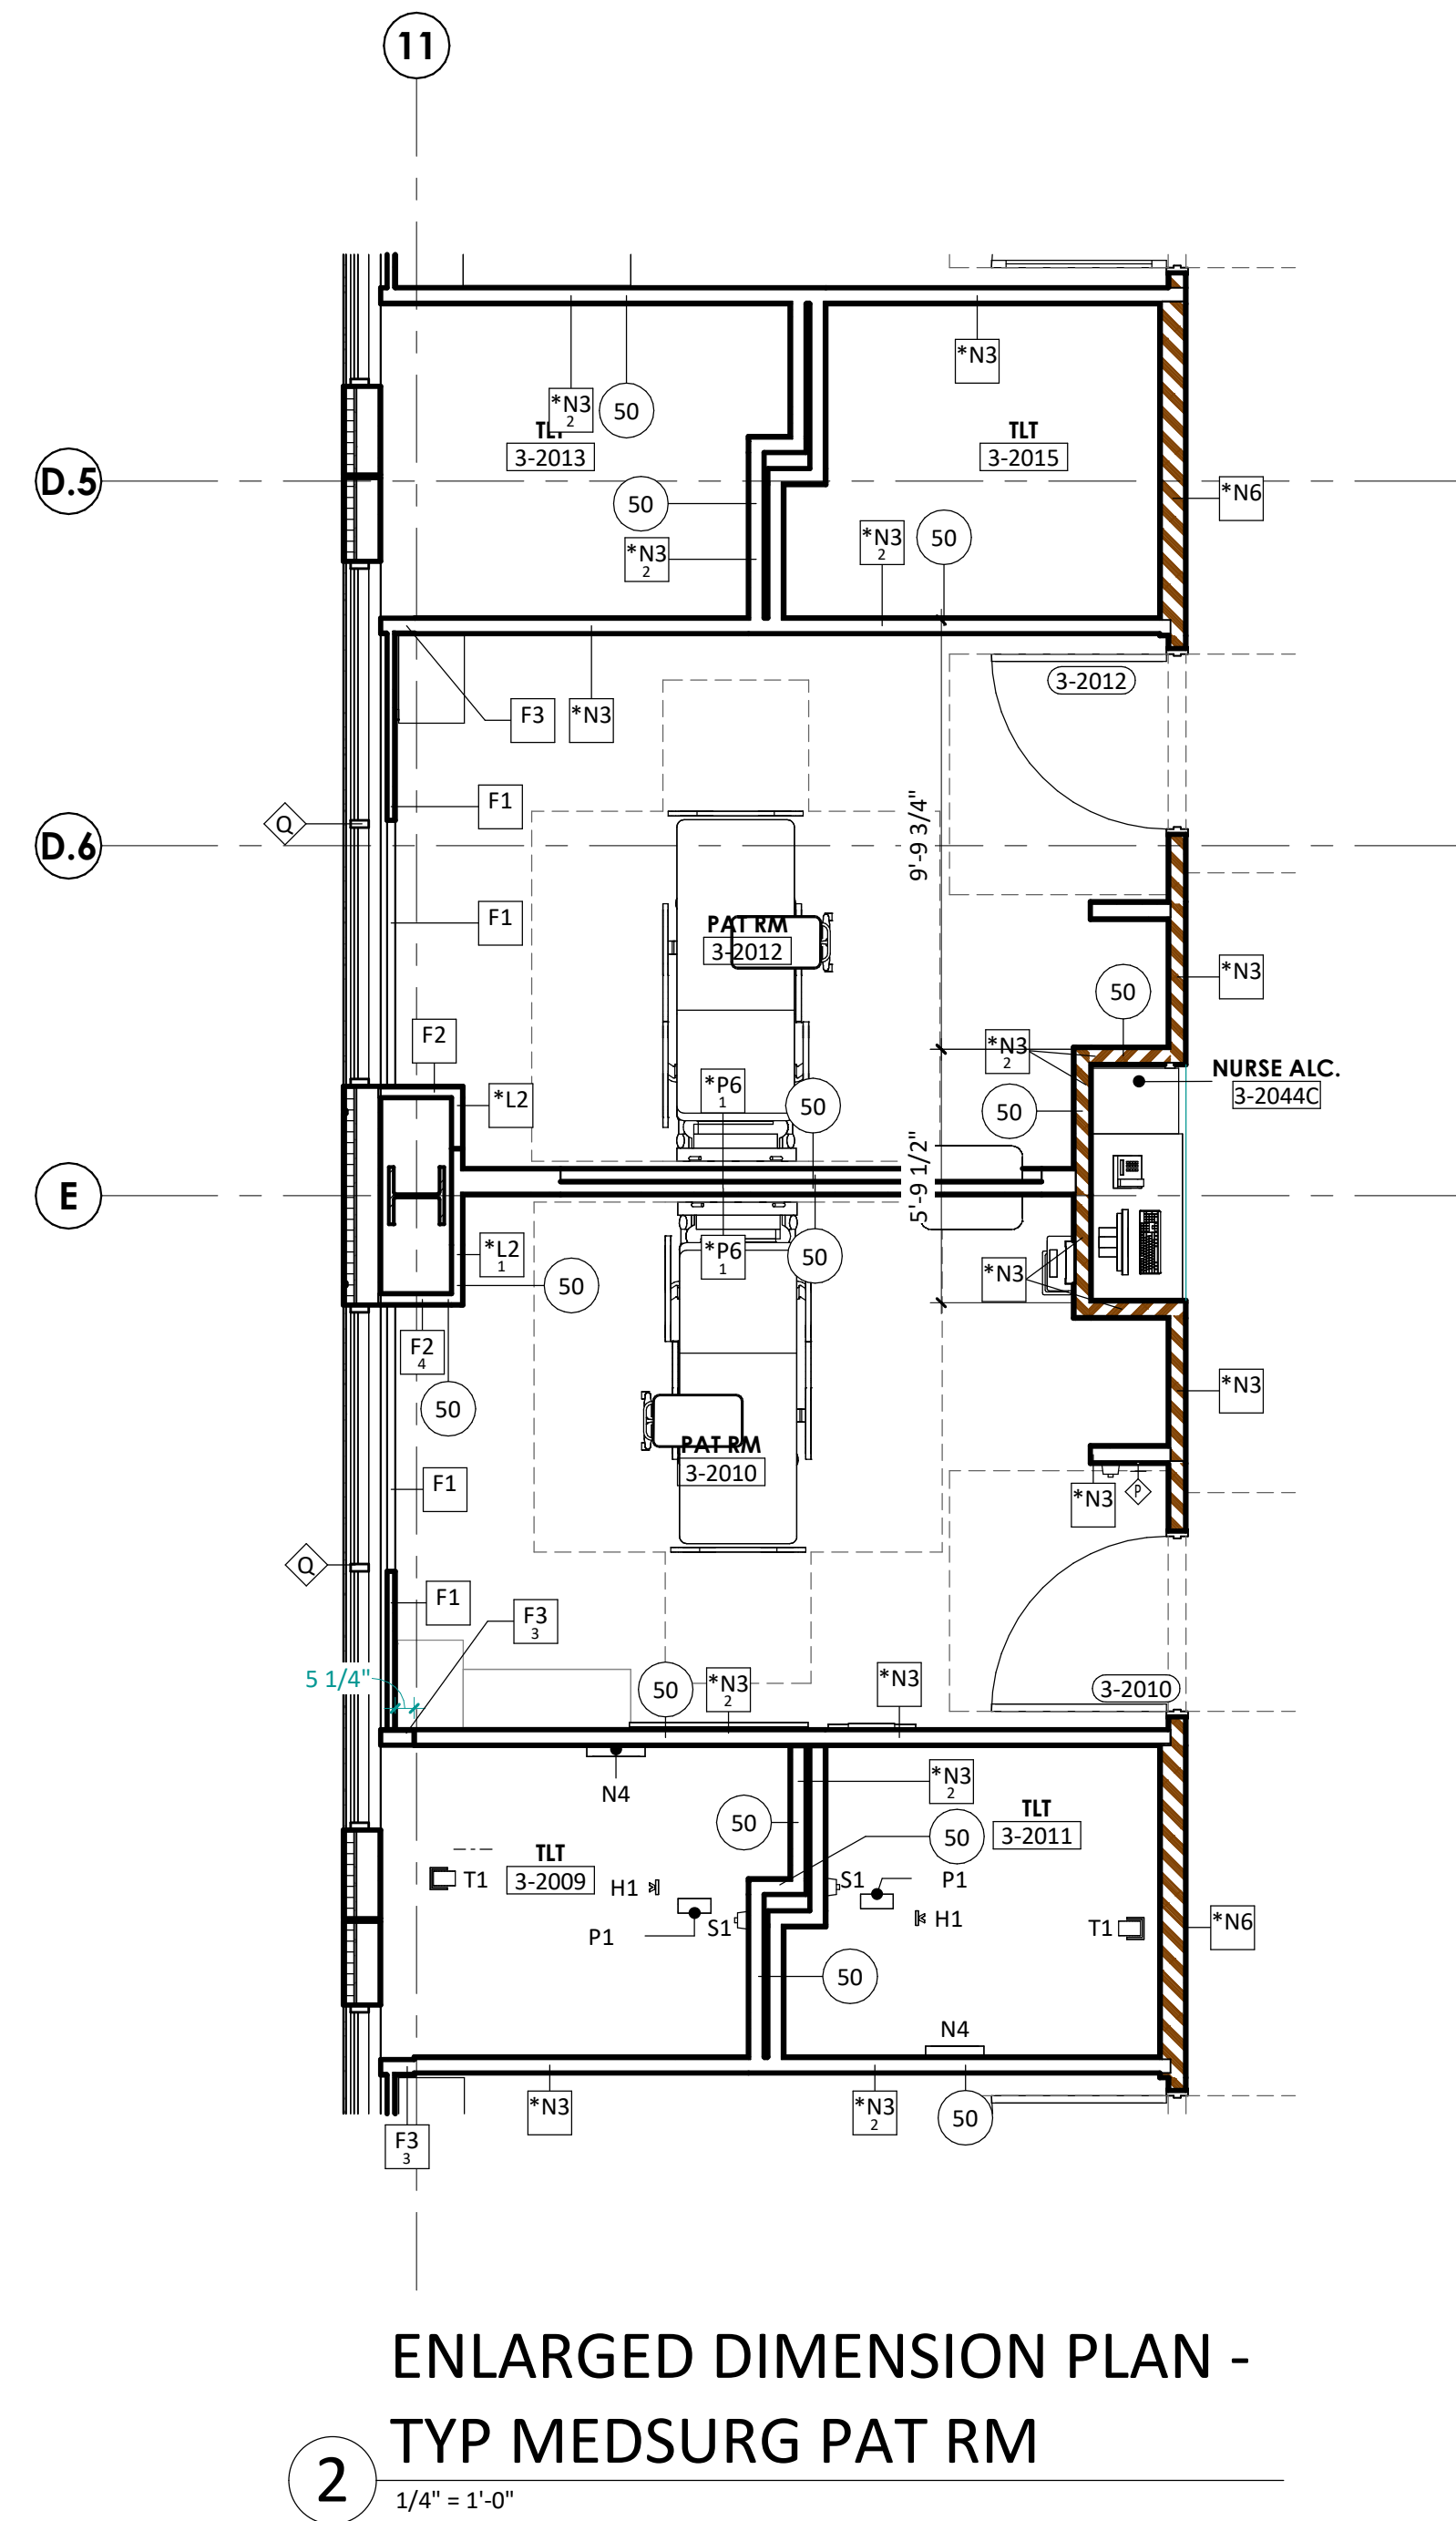 11
*N3
*N3
2
50
TLT
3-2013
TLT
3-2015
D.5
*N6
50
*N3
2
*N3
2
50
3-2012
F3
*N3
F1
Q
9'-9 3/4"
D.6
F1
PAT RM
3-2012
*N3
50
F2
*N3
2
NURSE ALC.
3-2044C
*L2
*P6
1
50
50
5'-9 1/2"
E
*L2
1
*P6
1
50
*N3
50
F2
4
*N3
50
PAT RM
3-2010
F1
*N3
P
Q
F1
F3
3
5 1/4"
50
*N3
2
*N3
3-2010
N4
*N3
2
TLT
3-2011
50
50
TLT
3-2009
T1
H1
S1
P1
P1
S1
H1
T1
*N6
50
N4
*N3
*N3
2
50
F3
3
ENLARGED DIMENSION PLAN -
TYP MEDSURG PAT RM
2
1/4" = 1'-0"